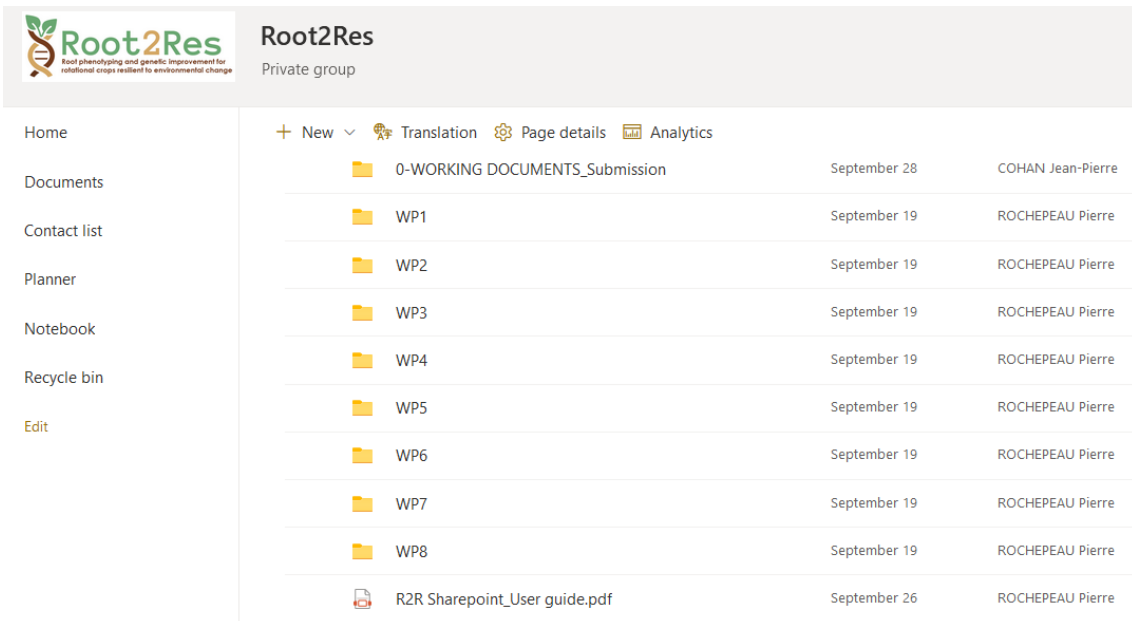 Root2Res
Root phenotyping and genetic improvement for
rotational crops resilient to environmental change
Root2Res
Private group
Home
Documents
Contact list
Planner
Notebook
Recycle bin
Edit
New Translation Page details Analytics
0-WORKING DOCUMENTS_Submission September 28 COHAN Jean-Pierre
WP1 September 19 ROCHEPEAU Pierre
WP2 September 19 ROCHEPEAU Pierre
WP3 September 19 ROCHEPEAU Pierre
WP4 September 19 ROCHEPEAU Pierre
WP5 September 19 ROCHEPEAU Pierre
WP6 September 19 ROCHEPEAU Pierre
WP7 September 19 ROCHEPEAU Pierre
WP8 September 19 ROCHEPEAU Pierre
R2R Sharepoint_User guide.pdf September 26 ROCHEPEAU Pierre